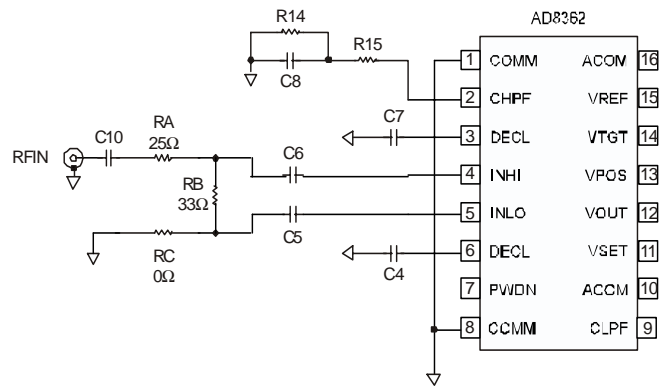 AD8362
R14
R15
C8
1 COMM ACOM 16
2 CHPF VREF 15
C7
3 DECL VTGT 14
RFIN
C10
RA
25Ω
C6
4 INHI VPOS 13
RB
33Ω
5 INLO VOUT 12
C5
RC
0Ω
C4
6 DECL VSET 11
7 PWDN ACOM 10
8 COMM CLPF 9